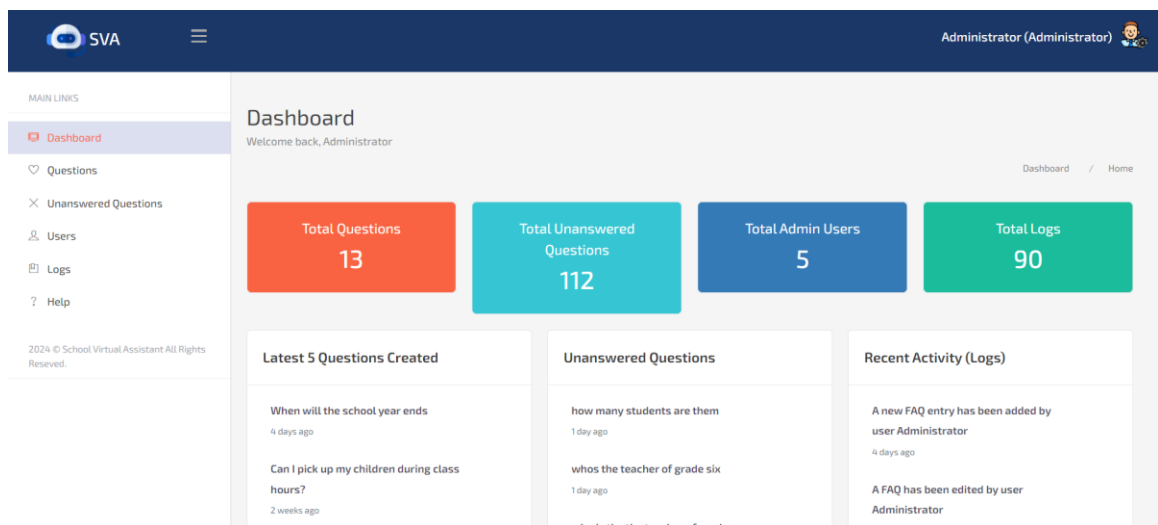 SVA
Administrator (Administrator)
MAIN LINKS
Dashboard
Questions
Unanswered Questions
Users
Logs
? Help
2024 © School Virtual Assistant All Rights
Reseved.
Dashboard
Welcome back, Administrator
Dashboard / Home
Total Questions
13
Total Unanswered
Questions
112
Total Admin Users
5
Total Logs
90
Latest 5 Questions Created
When will the school year ends
4 days ago
Can I pick up my children during class
hours?
2 weeks ago
Unanswered Questions
how many students are them
1 day ago
whos the teacher of grade six
1 day ago
Recent Activity (Logs)
A new FAQ entry has been added by
user Administrator
4 days ago
A FAQ has been edited by user
Administrator